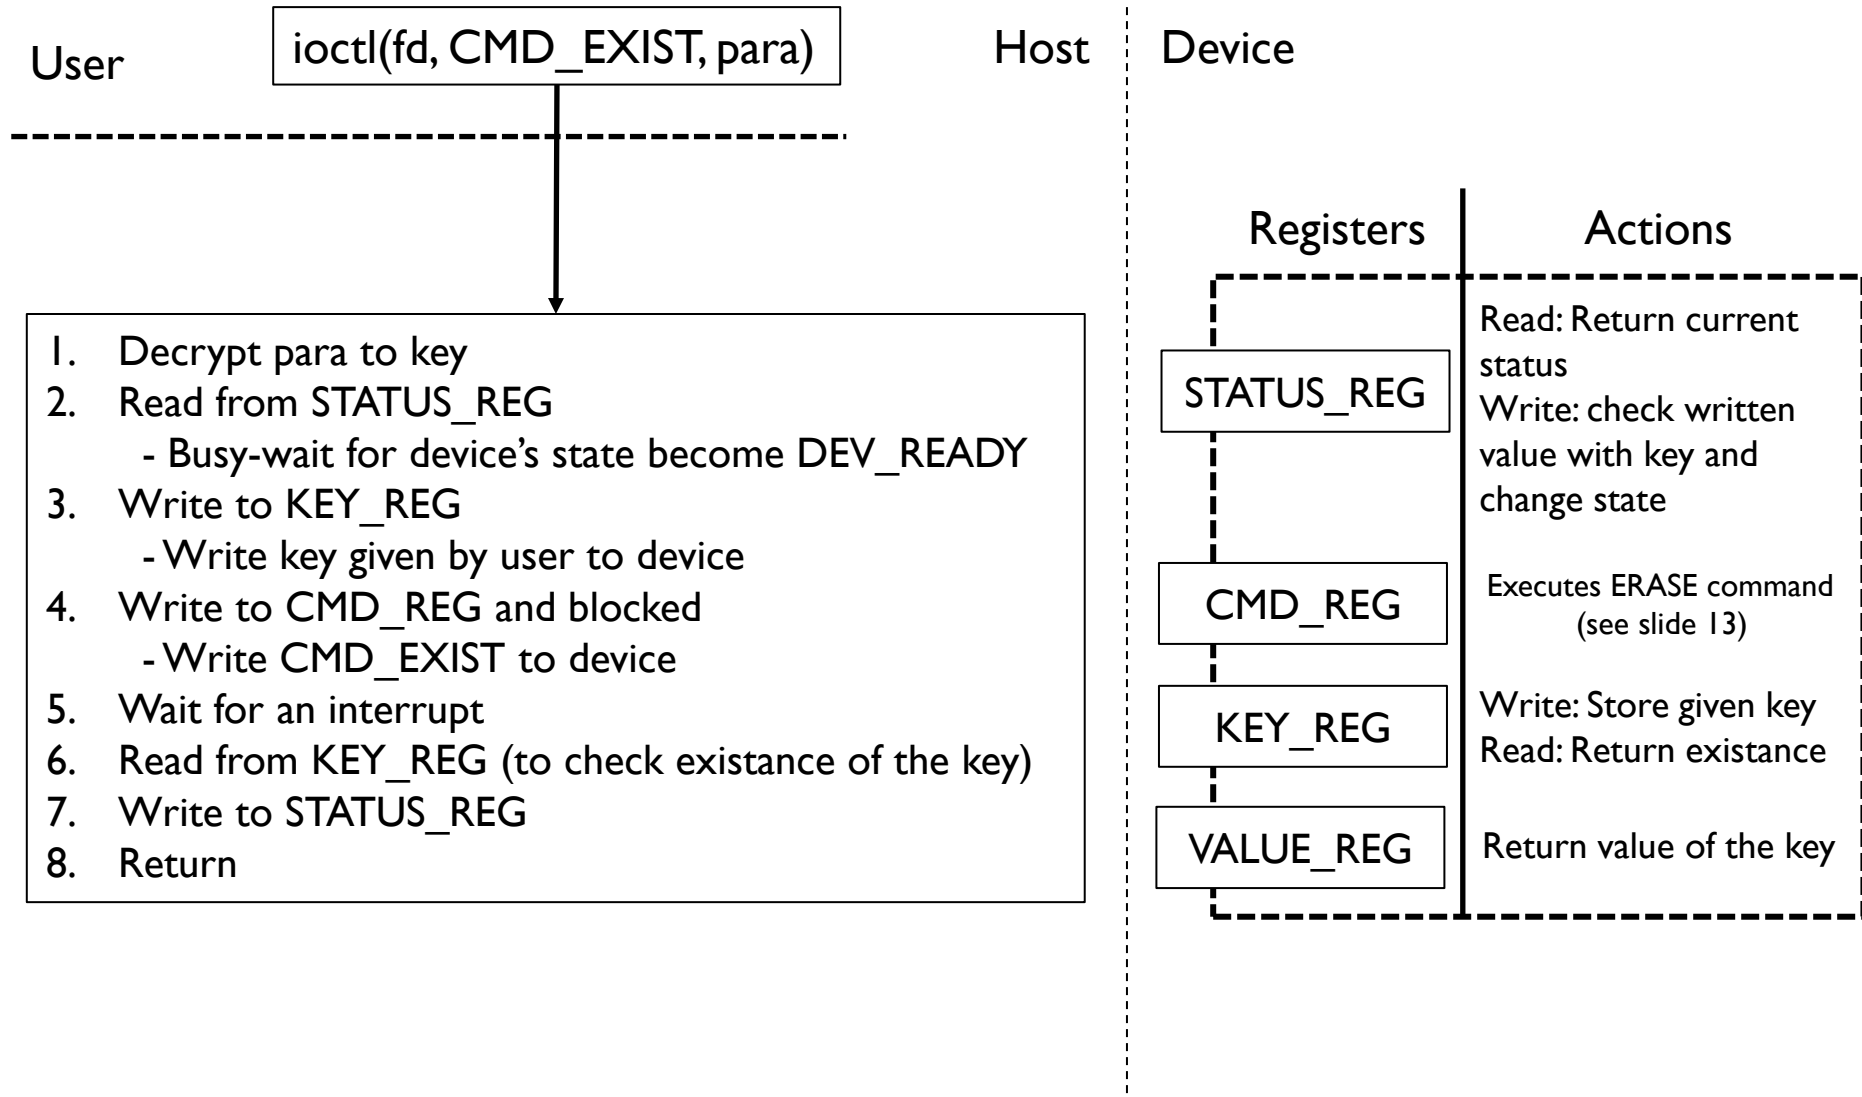 User
ioctl(fd, CMD_EXIST, para)
Host
Device
1. Decrypt para to key
2. Read from STATUS_REG
- Busy-wait for device’s state become DEV_READY
3. Write to KEY_REG
- Write key given by user to device
4. Write to CMD_REG and blocked
- Write CMD_EXIST to device
5. Wait for an interrupt
6. Read from KEY_REG (to check existance of the key)
7. Write to STATUS_REG
8. Return
Registers
Actions
STATUS_REG
Read: Return current
status
Write: check written
value with key and
change state
CMD_REG
Executes ERASE command
(see slide 13)
KEY_REG
Write: Store given key
Read: Return existance
VALUE_REG
Return value of the key